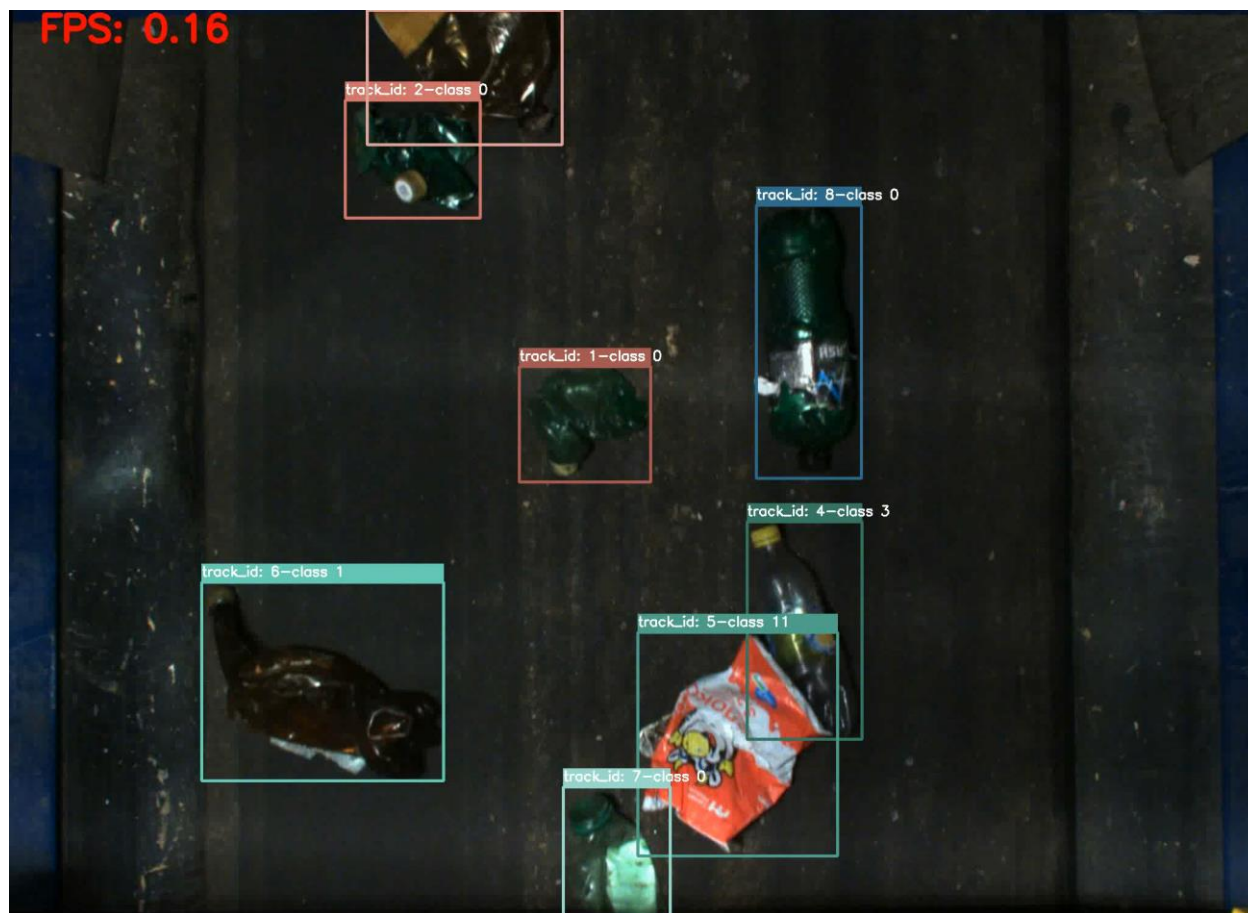 FPS: 0.16
track_id: 2-class 0
track_id: 8-class 0
track_id: 1-class 0
track_id: 4-class 3
track_id: 6-class 1
track_id: 5-class 11
track_id: 7-class 0